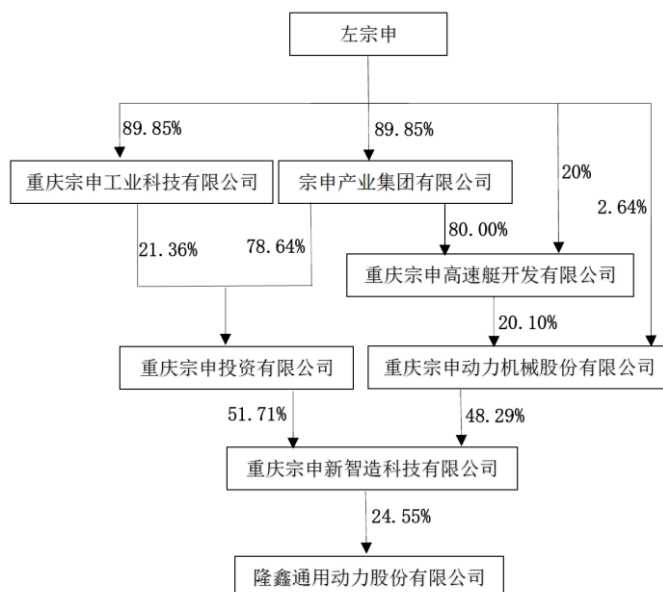 左宗申
89.85%
89.85%
20%
2.64%
重庆宗申工业科技有限公司
宗申产业集团有限公司
21.36%
78.64%
80.00%
重庆宗申高速艇开发有限公司
20.10%
重庆宗申投资有限公司
重庆宗申动力机械股份有限公司
51.71%
48.29%
重庆宗申新智造科技有限公司
24.55%
隆鑫通用动力股份有限公司